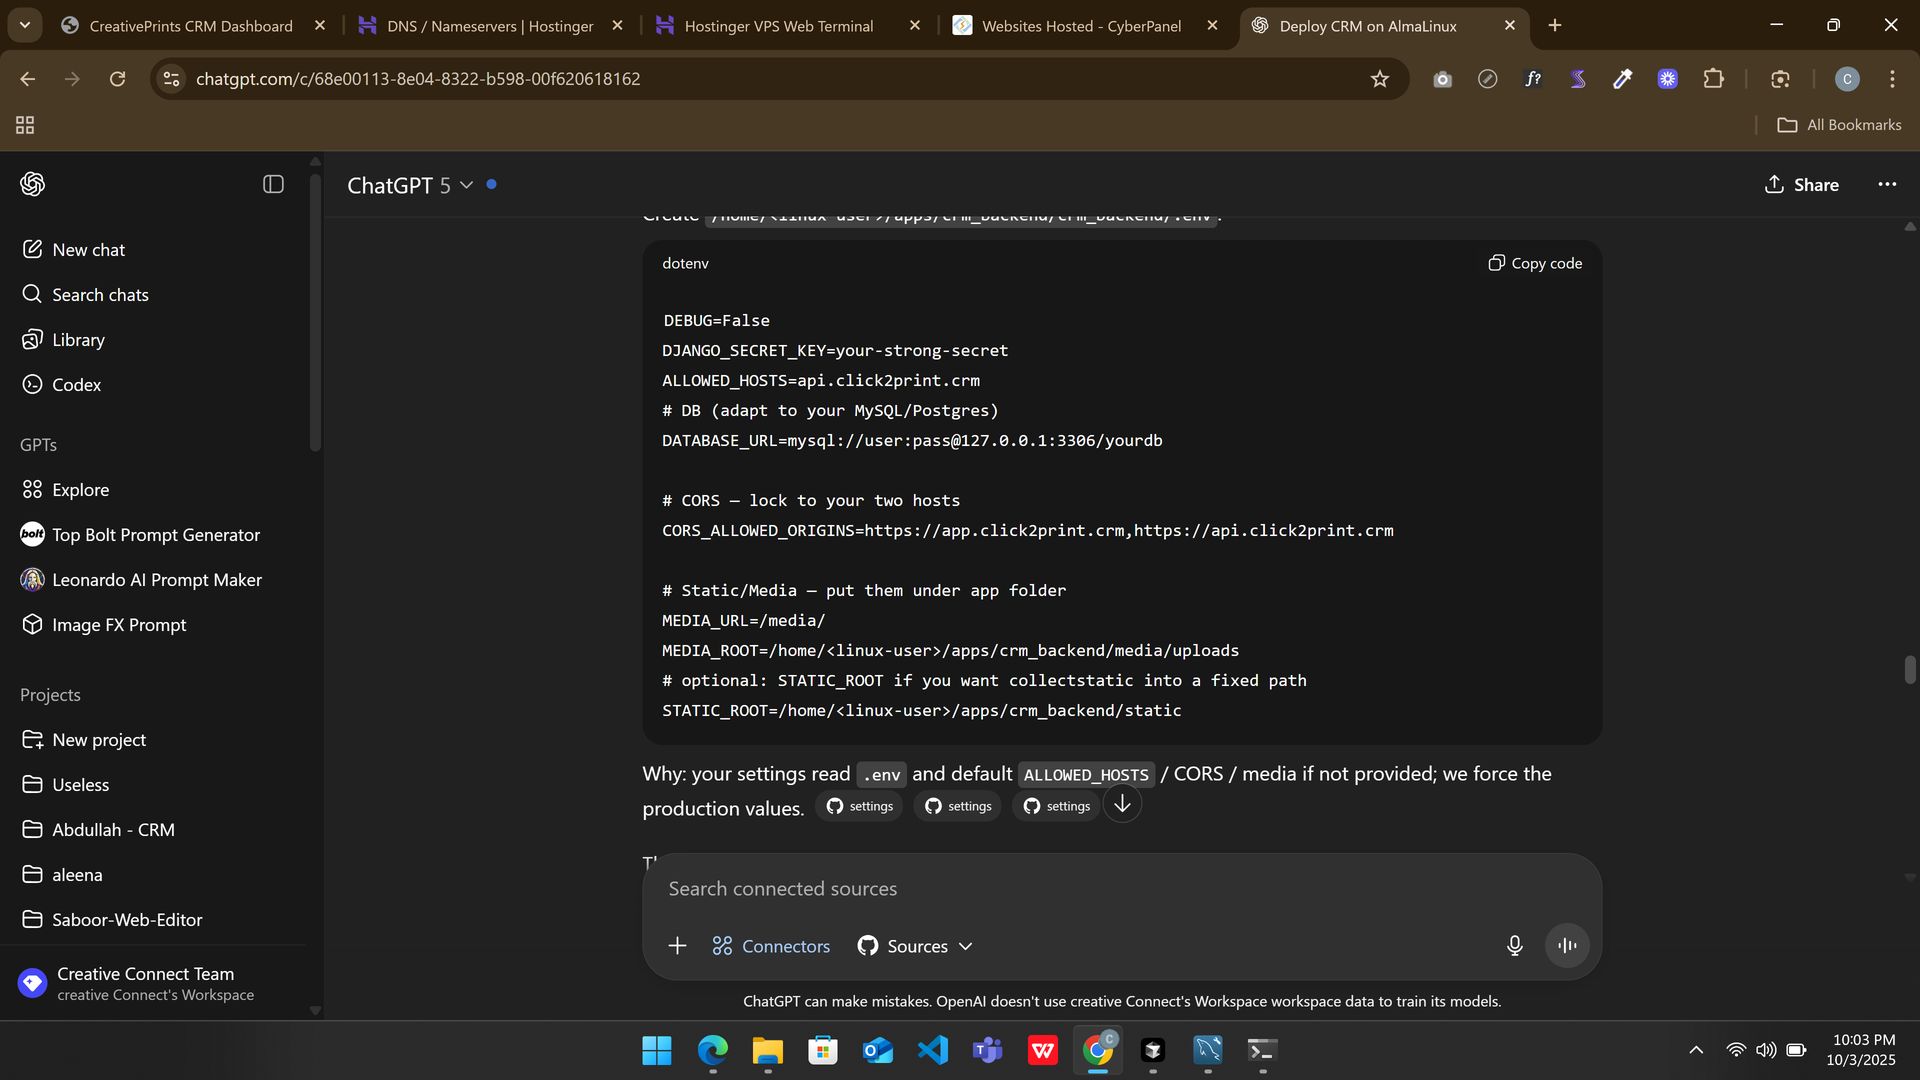 CreativePrints CRM Dashboard
DNS / Nameservers | Hostinger
Hostinger VPS Web Terminal
Websites Hosted - CyberPanel
Deploy CRM on AlmaLinux
chatgpt.com/c/68e00113-8e04-8322-b598-00f620618162
f?
C
All Bookmarks
ChatGPT 5
Share
New chat
Search chats
Library
Codex
GPTs
Explore
bolt Top Bolt Prompt Generator
Leonardo AI Prompt Maker
Image FX Prompt
Projects
New project
Useless
Abdullah - CRM
aleena
Saboor-Web-Editor
Creative Connect Team
creative Connect's Workspace
Create /home/<linux-user>/apps/crm_backend/crm_backend/.env.
dotenv
Copy code
DEBUG=False
DJANGO_SECRET_KEY=your-strong-secret
ALLOWED_HOSTS=api.click2print.crm
# DB (adapt to your MySQL/Postgres)
DATABASE_URL=mysql://user:pass@127.0.0.1:3306/yourdb
# CORS — lock to your two hosts
CORS_ALLOWED_ORIGINS=https://app.click2print.crm,https://api.click2print.crm
# Static/Media — put them under app folder
MEDIA_URL=/media/
MEDIA_ROOT=/home/<linux-user>/apps/crm_backend/media/uploads
# optional: STATIC_ROOT if you want collectstatic into a fixed path
STATIC_ROOT=/home/<linux-user>/apps/crm_backend/static
Why: your settings read .env and default ALLOWED_HOSTS / CORS / media if not provided; we force the
production values. settings settings settings
Search connected sources
Connectors
Sources
ChatGPT can make mistakes. OpenAI doesn't use creative Connect's Workspace workspace data to train its models.
10:03 PM
10/3/2025